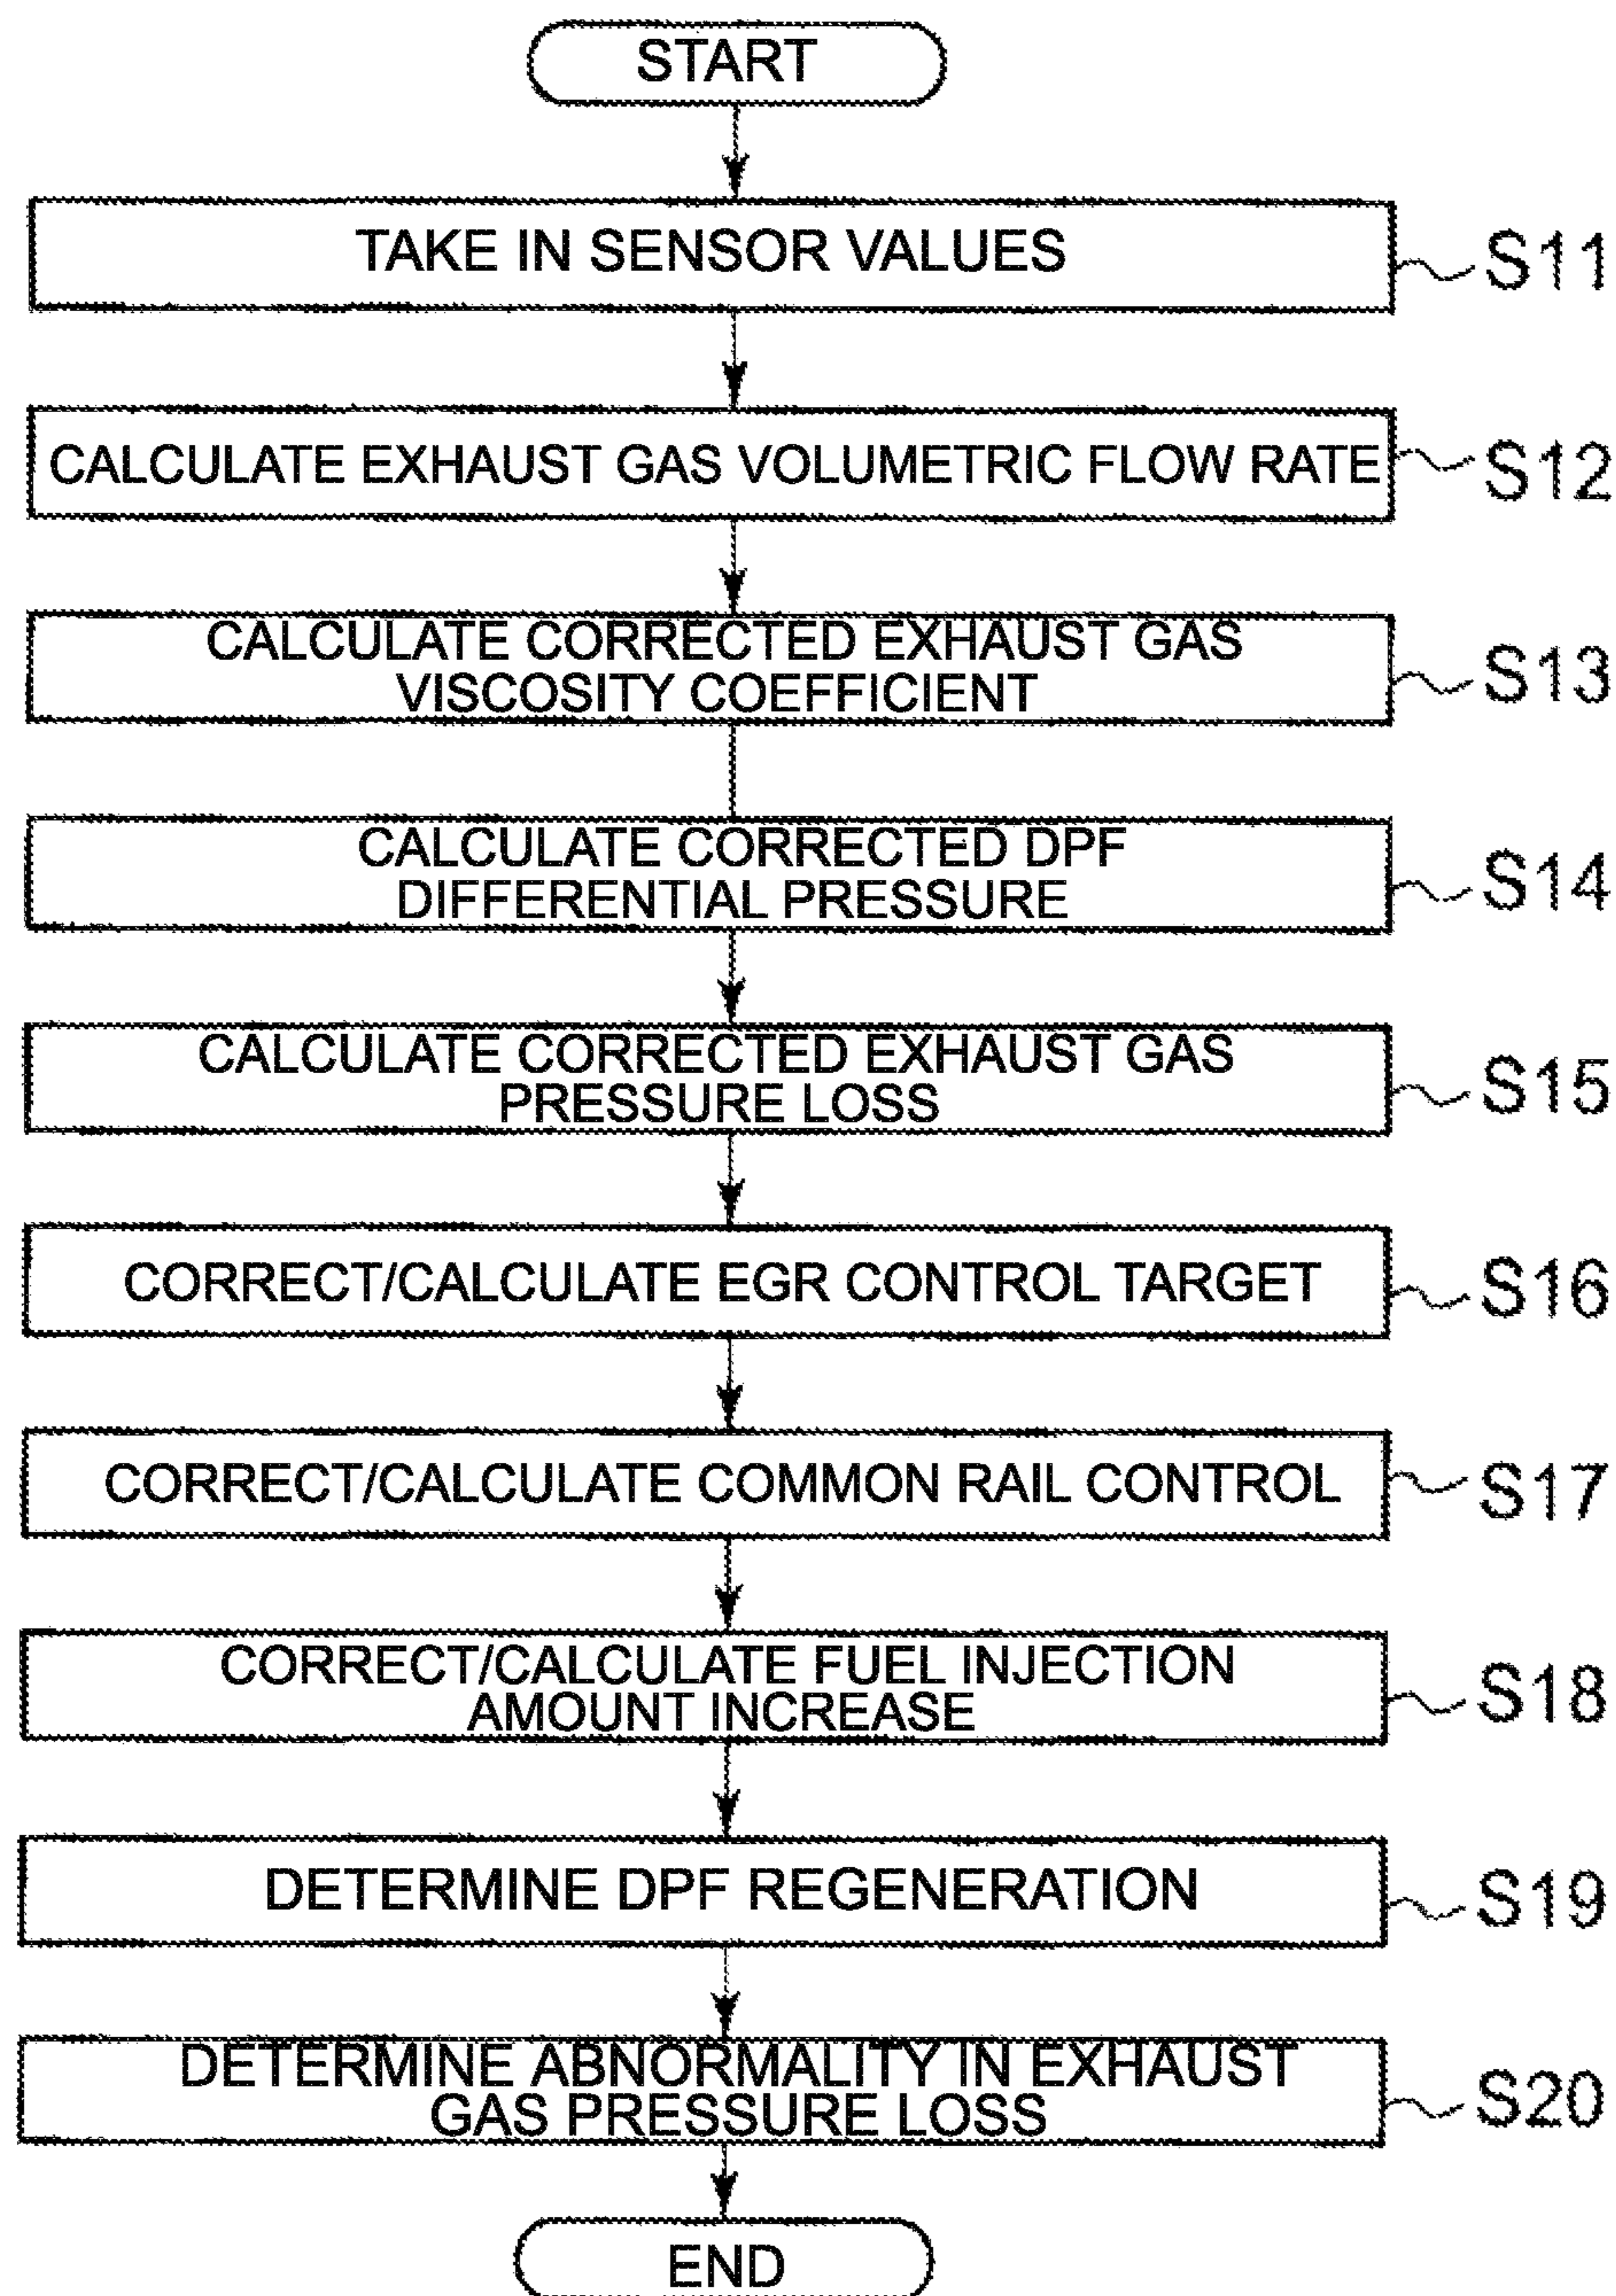 START
TAKE IN SENSOR VALUES
S11
CALCULATE EXHAUST GAS VOLUMETRIC FLOW RATE
S12
CALCULATE CORRECTED EXHAUST GAS
VISCOSITY COEFFICIENT
S13
CALCULATE CORRECTED DPF
DIFFERENTIAL PRESSURE
S14
CALCULATE CORRECTED EXHAUST GAS
PRESSURE LOSS
S15
CORRECT/CALCULATE EGR CONTROL TARGET
S16
CORRECT/CALCULATE COMMON RAIL CONTROL
S17
CORRECT/CALCULATE FUEL INJECTION
AMOUNT INCREASE
S18
DETERMINE DPF REGENERATION
S19
DETERMINE ABNORMALITY IN EXHAUST
GAS PRESSURE LOSS
S20
END